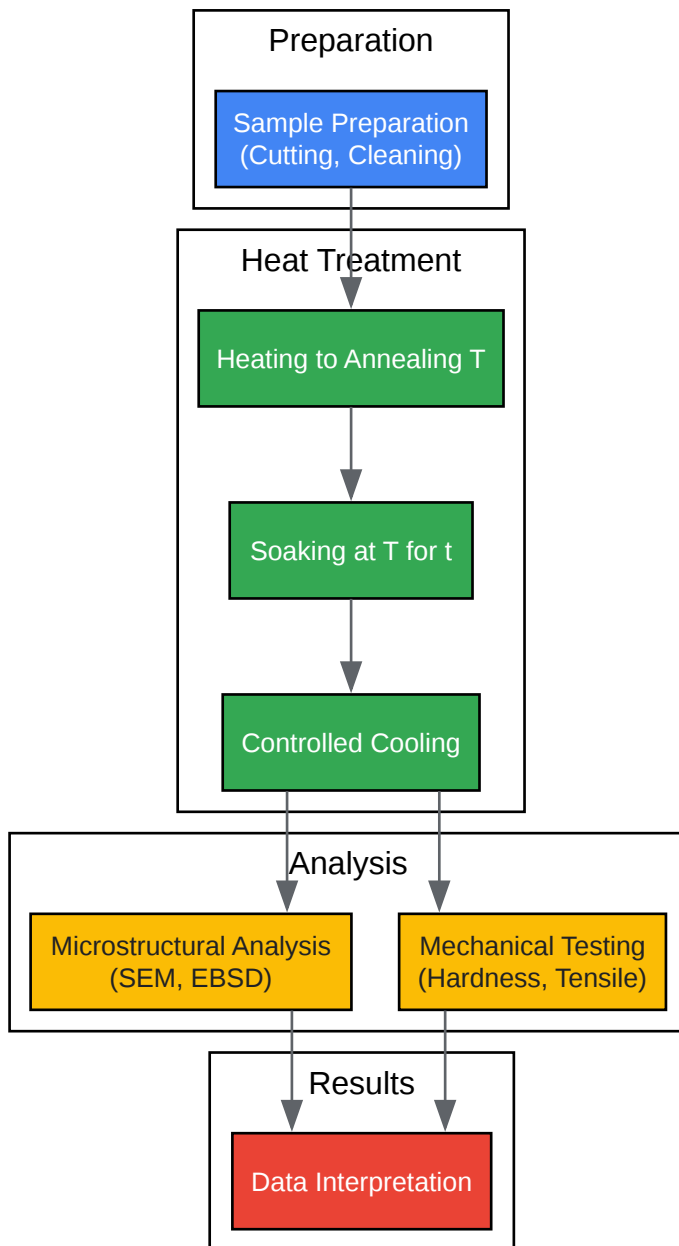 Preparation
Sample Preparation
(Cutting, Cleaning)
Heat Treatment
Heating to Annealing T
Soaking at T for t
Controlled Cooling
Analysis
Microstructural Analysis
(SEM, EBSD)
Mechanical Testing
(Hardness, Tensile)
Results
Data Interpretation